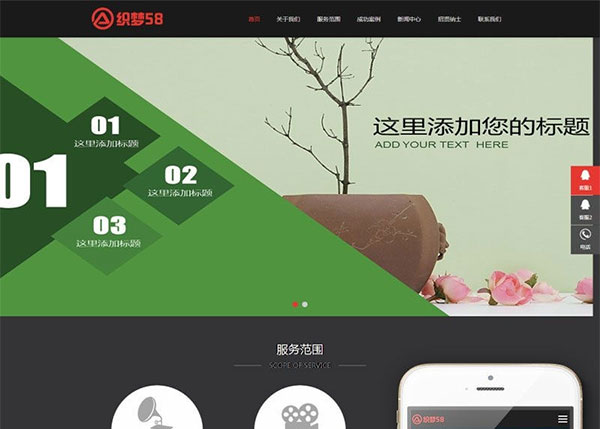 织梦58
首页 关于我们 服务范围 成功案例 新闻中心 招贤纳士 联系我们
这里添加您的标题
ADD YOUR TEXT HERE
01
01
这里添加标题
02
这里添加标题
03
这里添加标题
客服1
客服2
电话
服务范围
SCOPE OF SERVICE
织梦58